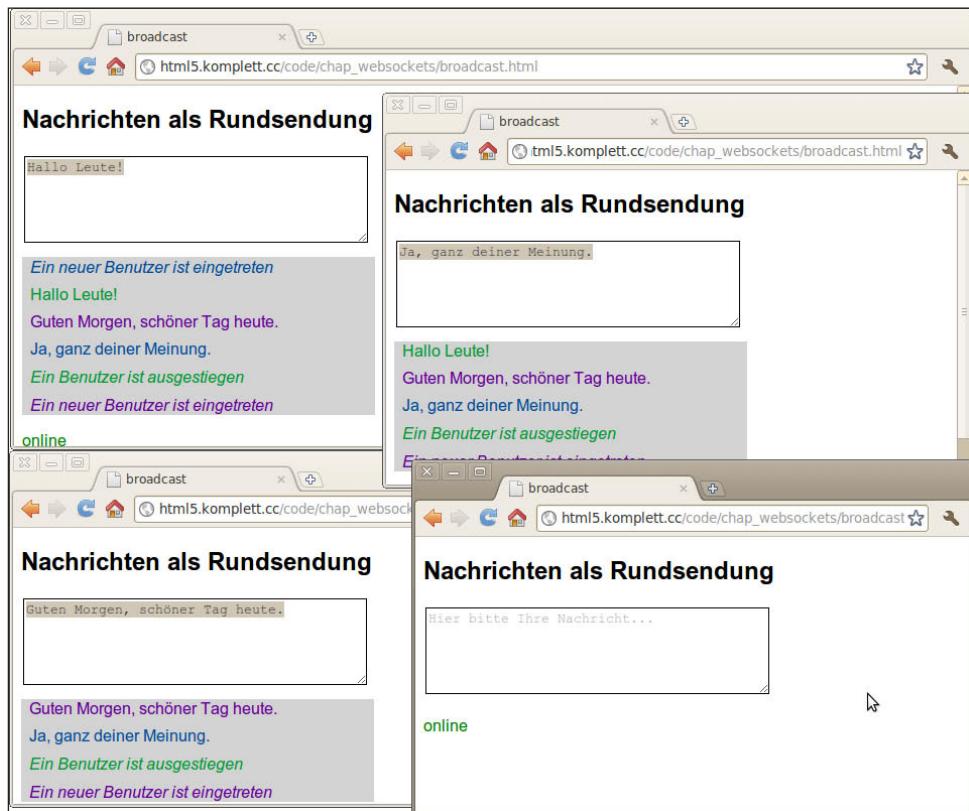 broadcast
html5.komplett.cc/code/chap_websockets/broadcast.html
Nachrichten als Rundsendung
Hallo Leute!
Ein neuer Benutzer ist eingetreten
Hallo Leute!
Guten Morgen, schöner Tag heute.
Ja, ganz deiner Meinung.
Ein Benutzer ist ausgestiegen
Ein neuer Benutzer ist eingetreten
online
broadcast
tml5.komplett.cc/code/chap_websockets/broadcast.html
Nachrichten als Rundsendung
Ja, ganz deiner Meinung.
Hallo Leute!
Guten Morgen, schöner Tag heute.
Ja, ganz deiner Meinung.
Ein Benutzer ist ausgestiegen
Ein neuer Benutzer ist eingetreten
broadcast
html5.komplett.cc/code/chap_websock
Nachrichten als Rundsendung
Guten Morgen, schöner Tag heute.
Guten Morgen, schöner Tag heute.
Ja, ganz deiner Meinung.
Ein Benutzer ist ausgestiegen
Ein neuer Benutzer ist eingetreten
broadcast
html5.komplett.cc/code/chap_websockets/broadcast
Nachrichten als Rundsendung
Hier bitte Ihre Nachricht...
online